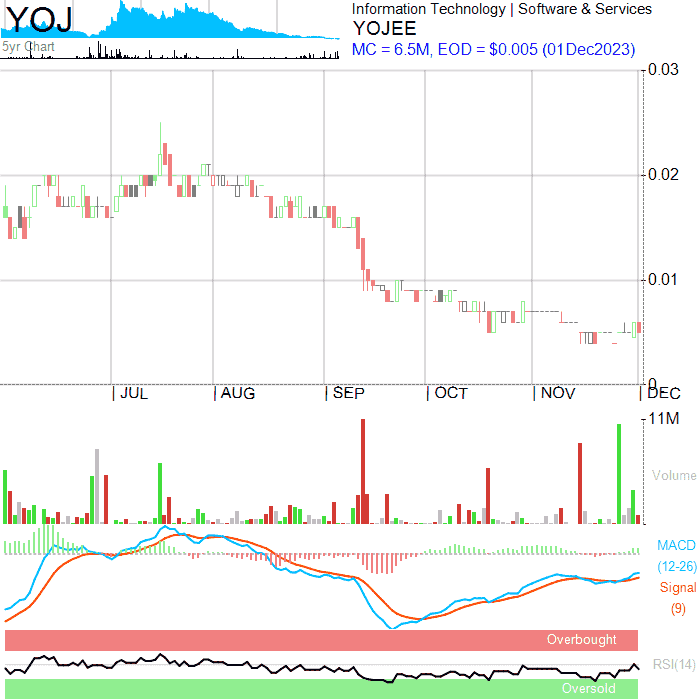 YOJ
5yr Chart
Information Technology | Software & Services
YOJEE
MC = 6.5M, EOD = $0.005 (01Dec2023)
0.03
0.02
0.01
0
| JUL | AUG | SEP | OCT | NOV | DEC
11M
Volume
MACD
(12-26)
Signal
(9)
Overbought
RSI(14)
Oversold